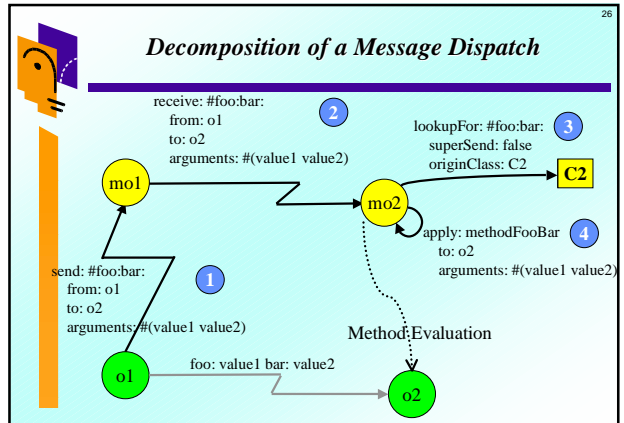 26
Decomposition of a Message Dispatch
receive: #foo:bar:
from: o1
to: o2
arguments: #(value1 value2)
2
lookupFor: #foo:bar:
superSend: false
originClass: C2
3
C2
mo1
mo2
apply: methodFooBar
to: o2
arguments: #(value1 value2)
4
send: #foo:bar:
from: o1
to: o2
arguments: #(value1 value2)
1
Method Evaluation
foo: value1 bar: value2
o1
o2